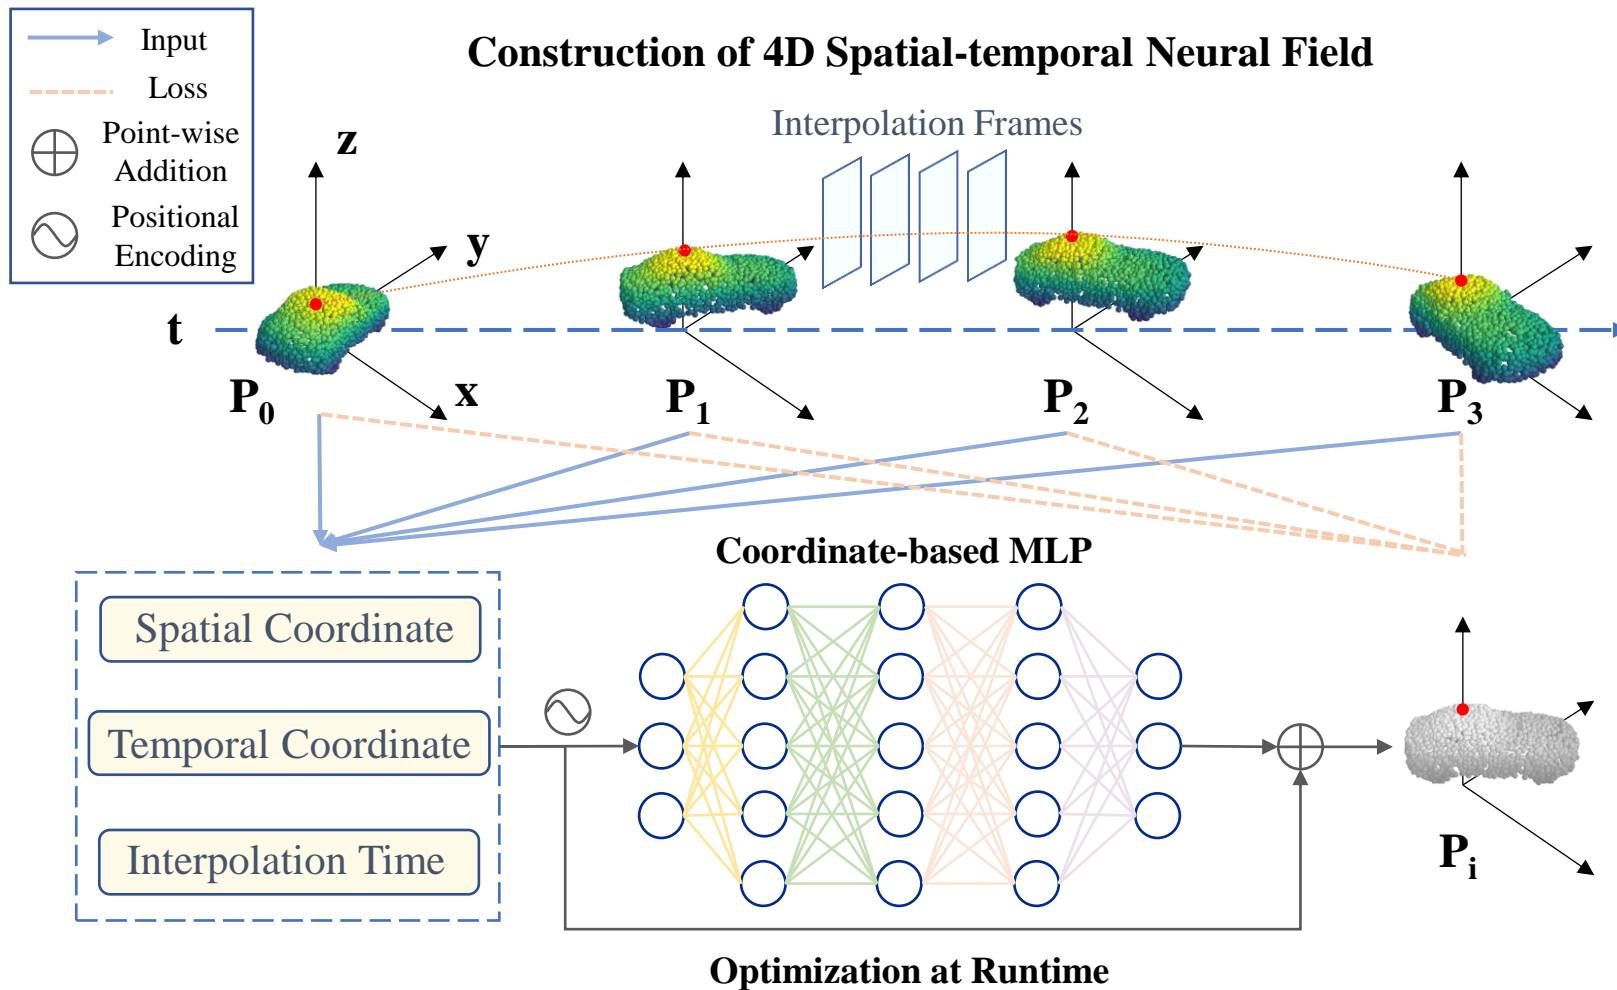 Input
Loss
Point-wise
Addition
Positional
Encoding
Construction of 4D Spatial-temporal Neural Field
Interpolation Frames
z
y
t
x
P0
P1
P2
P3
Coordinate-based MLP
Spatial Coordinate
Temporal Coordinate
Interpolation Time
Pi
Optimization at Runtime